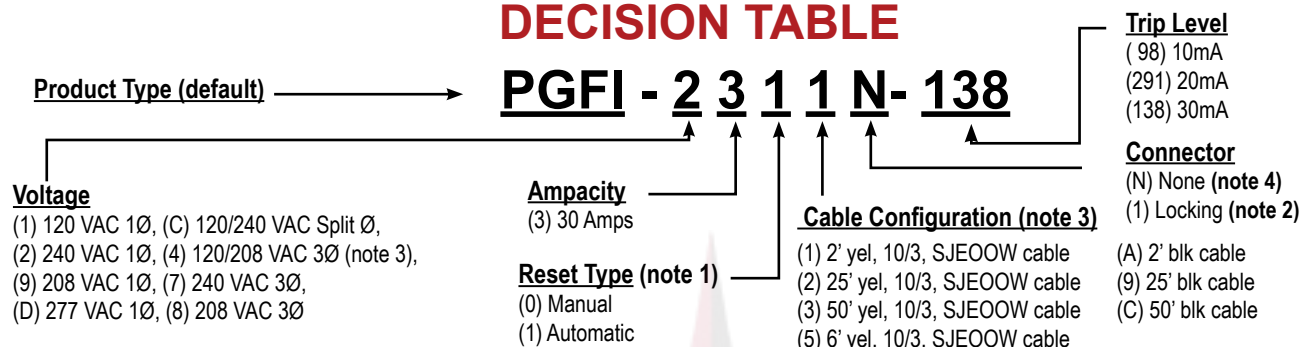 DECISION TABLE
Product Type (default)
PGFI - 2 3 1 1 N- 138
Trip Level
( 98) 10mA
(291) 20mA
(138) 30mA
Connector
(N) None (note 4)
(1) Locking (note 2)
Voltage
(1) 120 VAC 1Ø, (C) 120/240 VAC Split Ø,
(2) 240 VAC 1Ø, (4) 120/208 VAC 3Ø (note 3),
(9) 208 VAC 1Ø, (7) 240 VAC 3Ø,
(D) 277 VAC 1Ø, (8) 208 VAC 3Ø
Ampacity
(3) 30 Amps
Reset Type (note 1)
(0) Manual
(1) Automatic
Cable Configuration (note 3)
(1) 2' yel, 10/3, SJEOOW cable
(2) 25' yel, 10/3, SJEOOW cable
(3) 50' yel, 10/3, SJEOOW cable
(5) 6' yel, 10/3, SJEOOW cable
(A) 2' blk cable
(9) 25' blk cable
(C) 50' blk cable